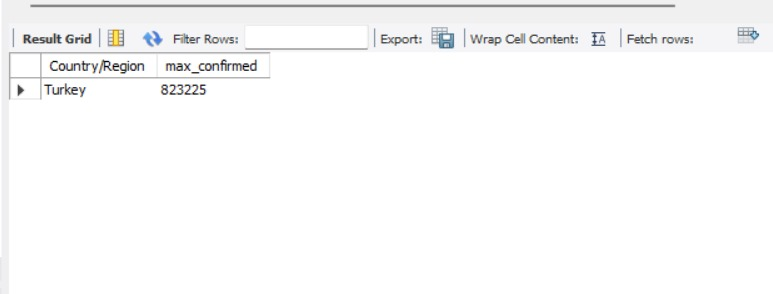 Result Grid Filter Rows: Export: Wrap Cell Content: Fetch rows:
Country/Region max_confirmed
Turkey 823225